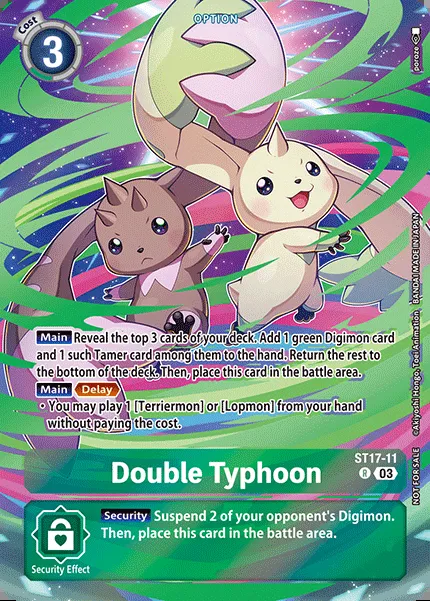 OPTION
Cost
3
poroze
Main Reveal the top 3 cards of your deck. Add 1 green Digimon card
and 1 such Tamer card among them to the hand. Return the rest to
the bottom of the deck. Then, place this card in the battle area.
Main Delay
・You may play 1 [Terriermon] or [Lopmon] from your hand
without paying the cost.
Double Typhoon
ST17-11
R 03
Security Suspend 2 of your opponent's Digimon.
Then, place this card in the battle area.
Security Effect
NOT FOR SALE ©Akiyoshi Hongo, Toei Animation BANDAI MADE IN JAPAN